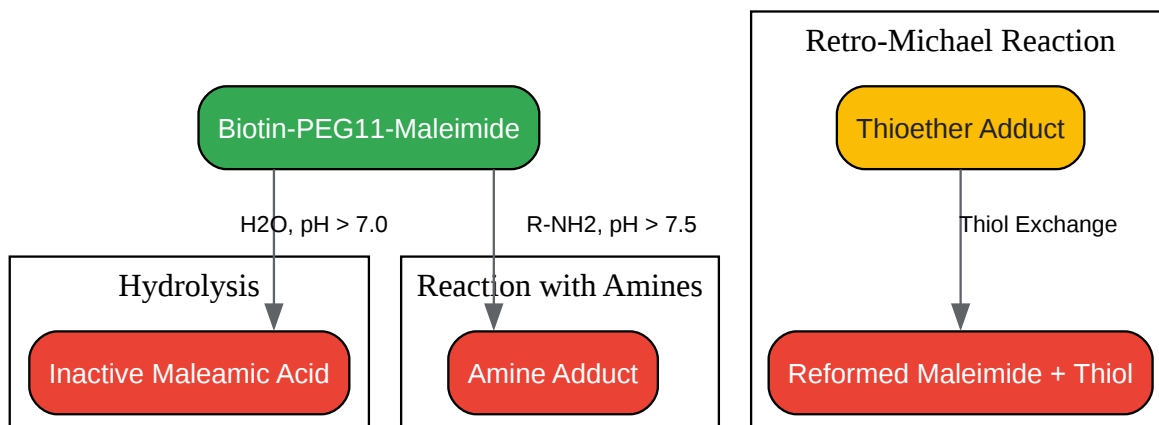 Retro-Michael Reaction
Biotin-PEG11-Maleimide
Thioether Adduct
H2O, pH > 7.0
R-NH2, pH > 7.5
Thiol Exchange
Hydrolysis
Reaction with Amines
Inactive Maleamic Acid
Amine Adduct
Reformed Maleimide + Thiol